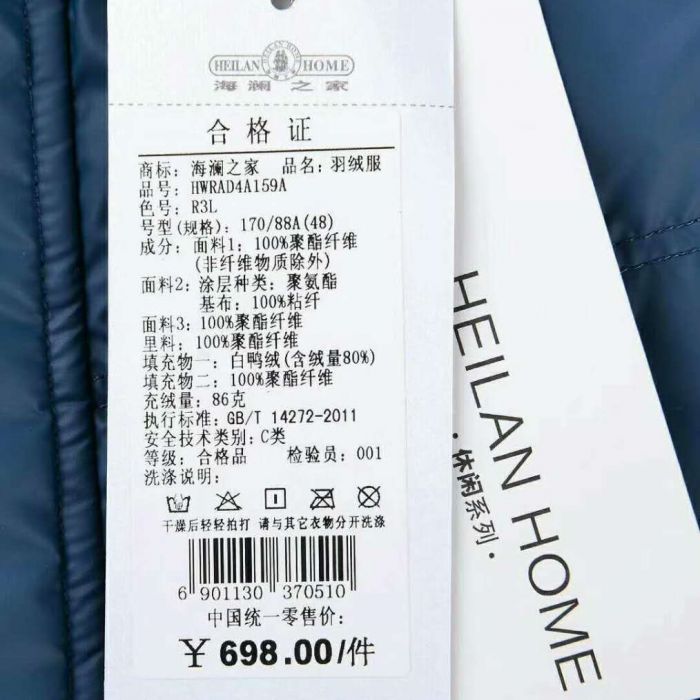 HEILAN HOME
HEILAN HOME
海澜之家
合格证
商标: 海澜之家 品名: 羽绒服
品号: HWRAD4A159A
色号: R3L
号型(规格): 170/88A(48)
成分: 面料1: 100%聚酯纤维
(非纤维物质除外)
面料2: 涂层种类: 聚氨酯
基布: 100%粘纤
面料3: 100%聚酯纤维
里料: 100%聚酯纤维
填充物一: 白鸭绒(含绒量80%)
填充物二: 100%聚酯纤维
充绒量: 86克
执行标准: GB/T 14272-2011
安全技术类别: C类
等级: 合格品 检验员: 001
洗涤说明:
干燥后轻轻拍打 请与其它衣物分开洗涤
6 901130 370510
中国统一零售价:
￥ 698.00/件
HEILAN HOME
·休闲系列·